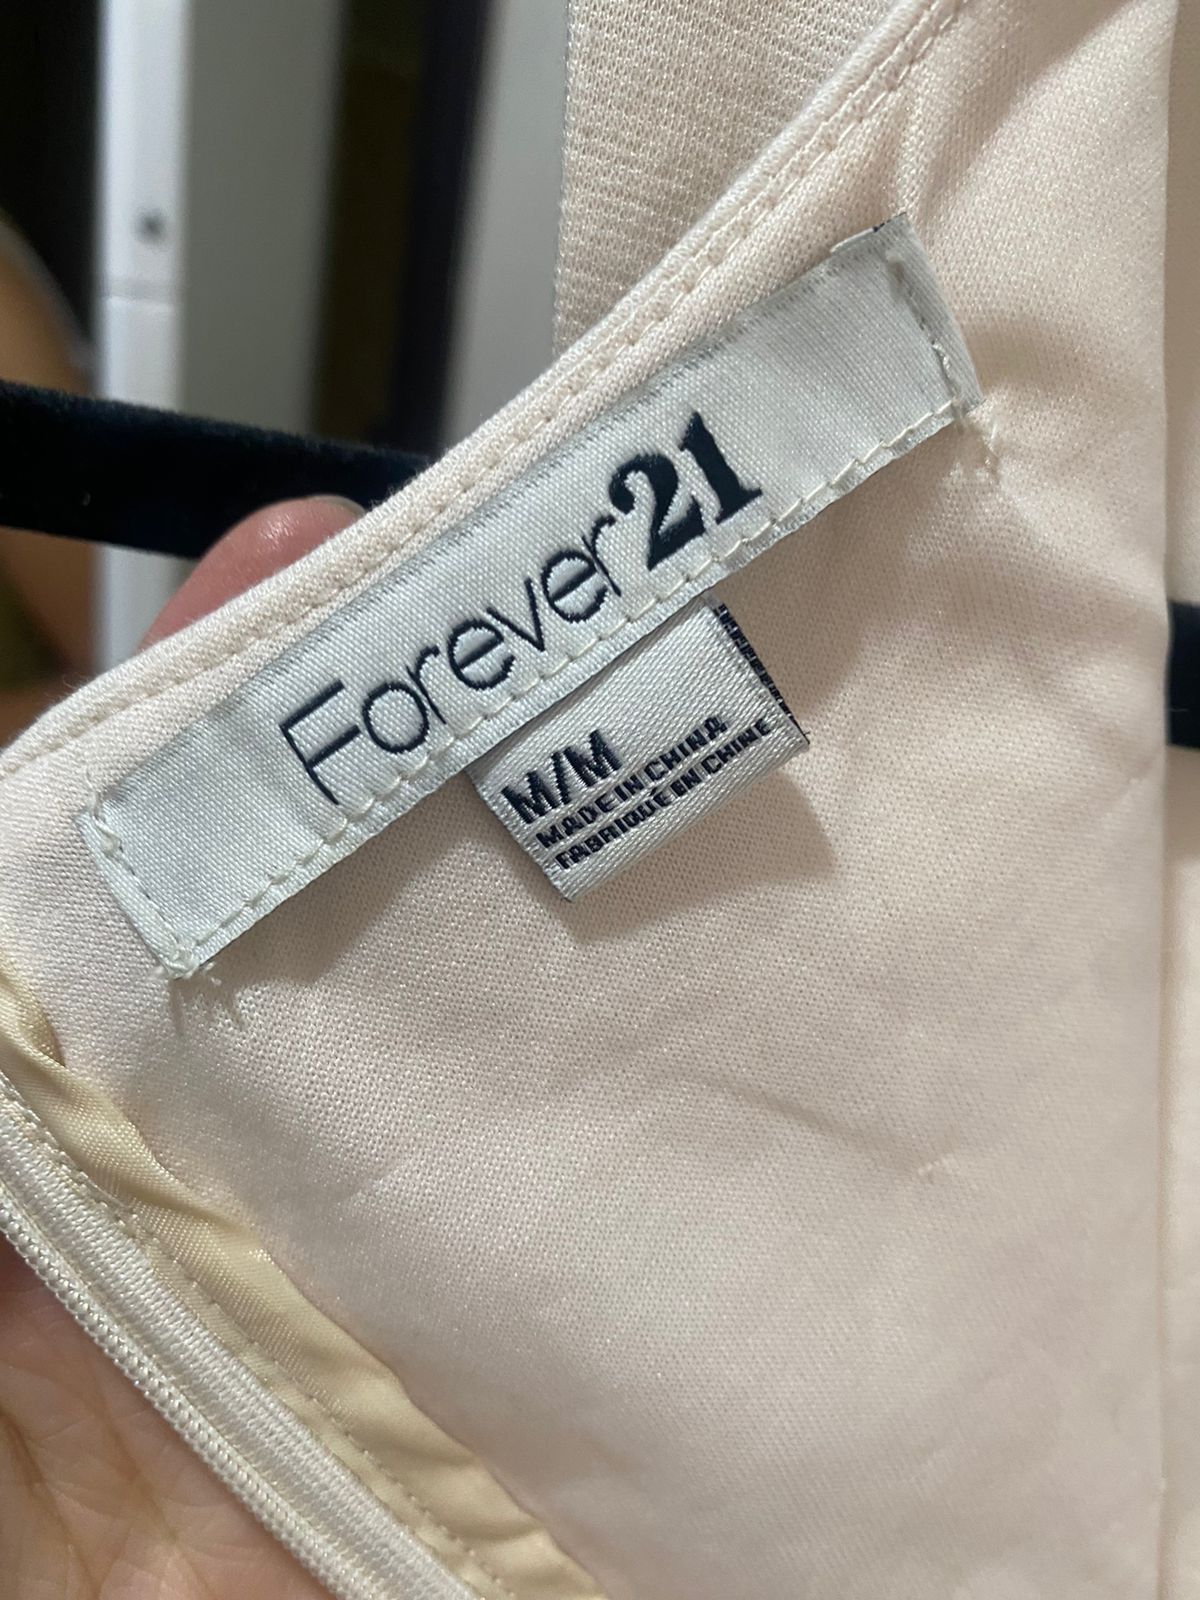 Forever21
M/M
MADE IN CHINA
FABRIQUÉ EN CHINE